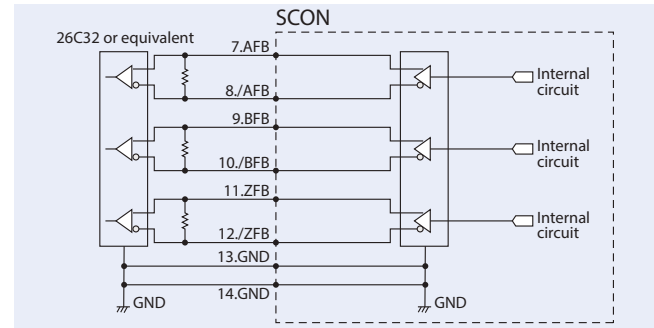 SCON
26C32 or equivalent
7.AFB
8./AFB
Internal
circuit
9.BFB
10./BFB
Internal
circuit
11.ZFB
12./ZFB
Internal
circuit
13.GND
14.GND
GND
GND